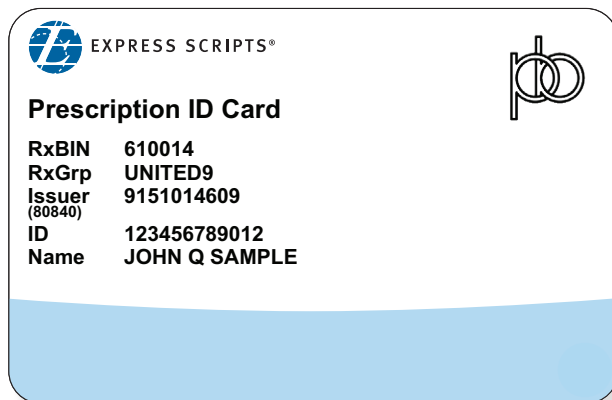 EXPRESS SCRIPTS®
Prescription ID Card
RxBIN 610014
RxGrp UNITED9
Issuer 9151014609
(80840)
ID 123456789012
Name JOHN Q SAMPLE